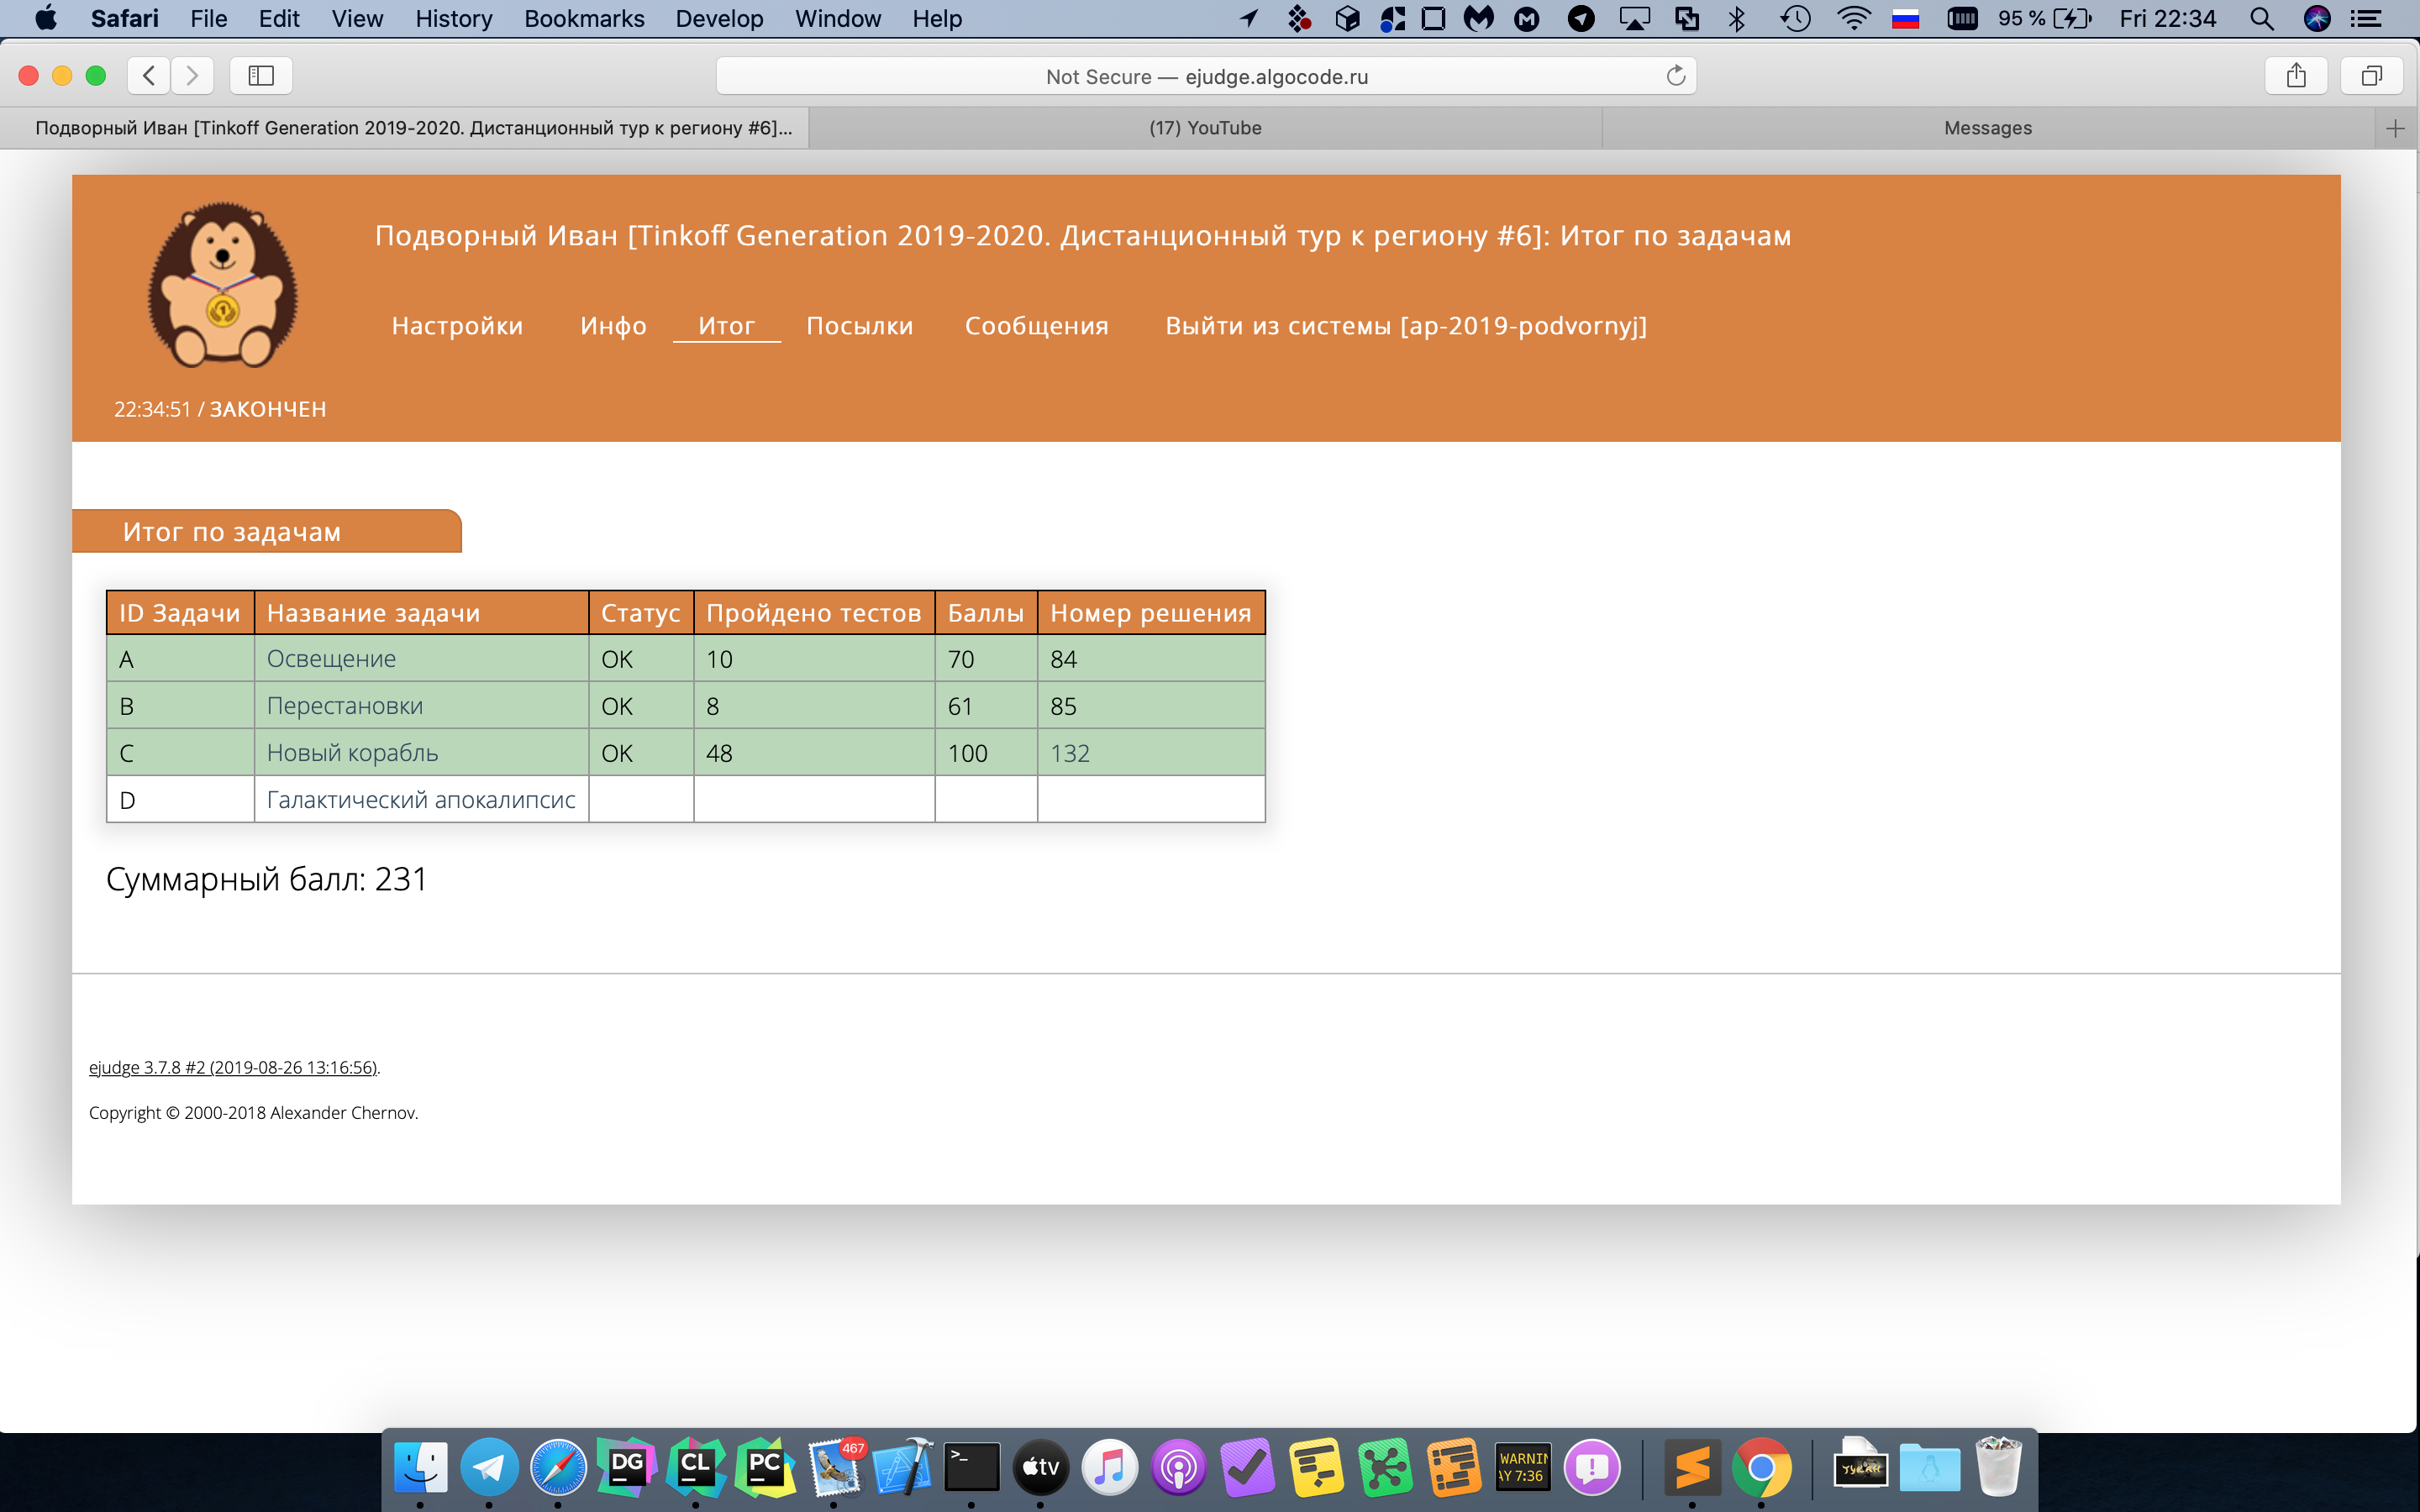 Safari File Edit View History Bookmarks Develop Window Help 95 % Fri 22:34
Not Secure — ejudge.algocode.ru
Подворный Иван [Tinkoff Generation 2019-2020. Дистанционный тур к региону #6]... (17) YouTube Messages
Подворный Иван [Tinkoff Generation 2019-2020. Дистанционный тур к региону #6]: Итог по задачам
Настройки Инфо Итог Посылки Сообщения Выйти из системы [ap-2019-podvornyj]
22:34:51 / ЗАКОНЧЕН
Итог по задачам
ID Задачи Название задачи Статус Пройдено тестов Баллы Номер решения
A Освещение OK 10 70 84
B Перестановки OK 8 61 85
C Новый корабль OK 48 100 132
D Галактический апокалипсис
Суммарный балл: 231
ejudge 3.7.8 #2 (2019-08-26 13:16:56).
Copyright © 2000-2018 Alexander Chernov.
DG CL PC 467 >_ tv WARNIN
AY 7:36